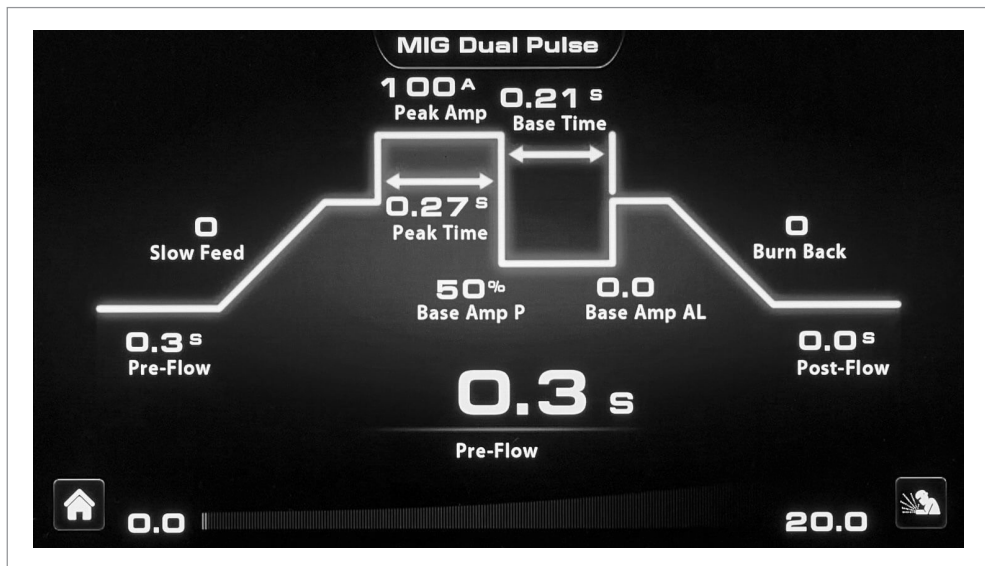 MIG Dual Pulse
100 A
Peak Amp
0.21 s
Base Time
0.27 s
Peak Time
0
Slow Feed
0
Burn Back
50%
Base Amp P
0.0
Base Amp AL
0.3 s
Pre-Flow
0.0 s
Post-Flow
0.3 s
Pre-Flow
0.0
20.0